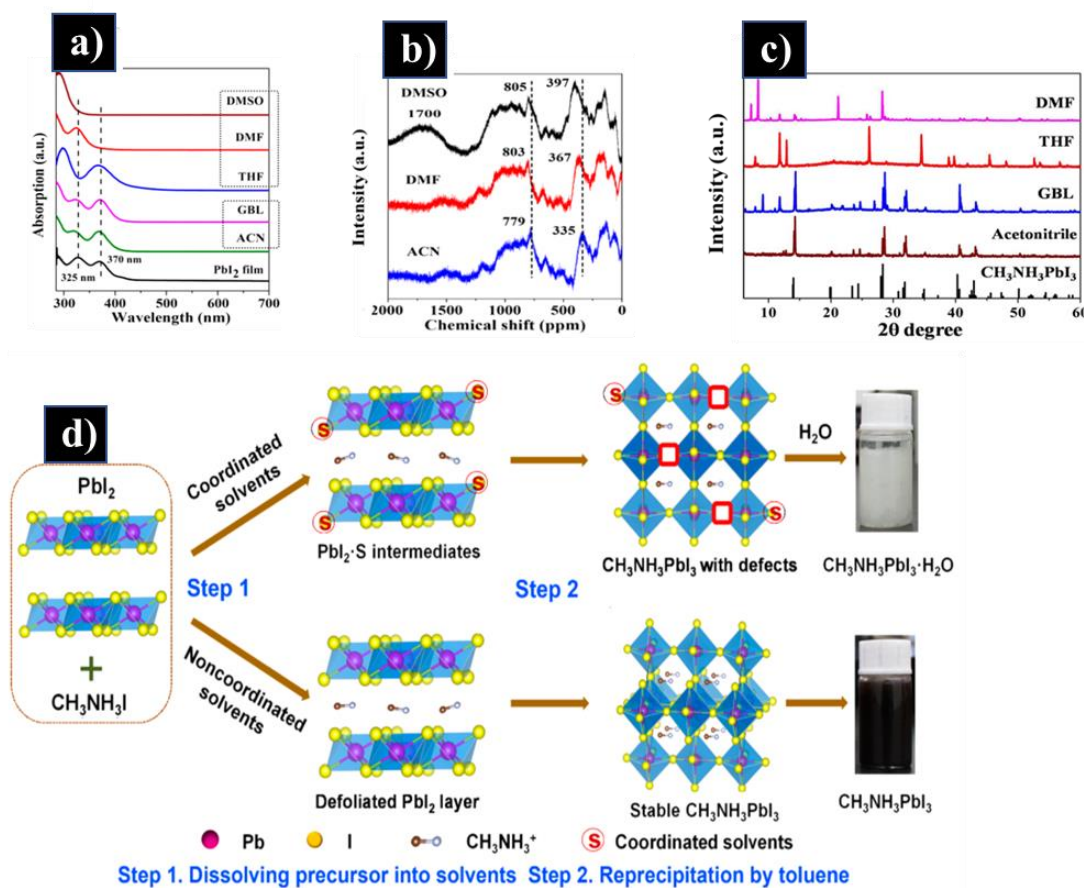 a)
Absorption (a.u.)
DMSO
DMF
THF
GBL
ACN
PbI2 film
325 nm
370 nm
300
400
500
600
700
Wavelength (nm)
b)
Intensity (a.u.)
DMSO
1700
805
397
DMF
803
367
ACN
779
335
2000
1500
1000
500
0
Chemical shift (ppm)
c)
Intensity (a.u.)
DMF
THF
GBL
Acetonitrile
CH3NH3PbI3
10
20
30
40
50
60
2θ degree
d)
PbI2
+
CH3NH3I
Coordinated
solvents
Step 1
Noncoordinated
solvents
S
S
S
S
PbI2·S intermediates
Defoliated PbI2 layer
Step 2
S
S
CH3NH3PbI3 with defects
Stable CH3NH3PbI3
H2O
CH3NH3PbI3·H2O
CH3NH3PbI3
Pb
I
CH3NH3+
S Coordinated solvents
Step 1. Dissolving precursor into solvents Step 2. Reprecipitation by toluene